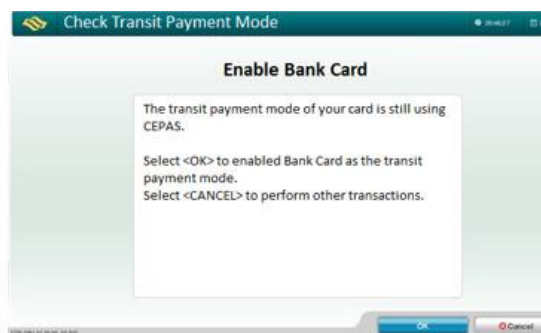 Check Transit Payment Mode
Enable Bank Card
The transit payment mode of your card is still using
CEPAS.
Select <OK> to enabled Bank Card as the transit
payment mode.
Select <CANCEL> to perform other transactions.
OK
Cancel